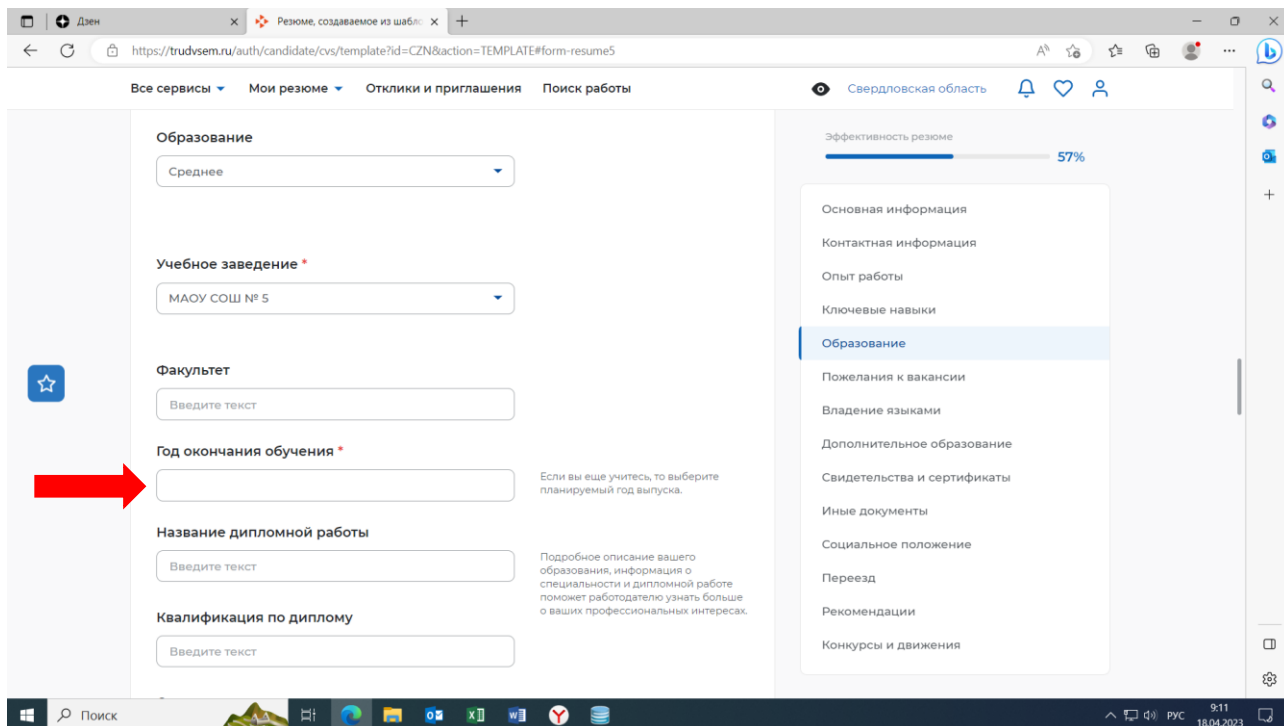 Дзен
Резюме, создаваемое из шабло
https://trudvsem.ru/auth/candidate/cvs/template?id=CZN&action=TEMPLATE#form-resume5
Все сервисы Мои резюме Отклики и приглашения Поиск работы Свердловская область
Образование
Среднее
Учебное заведение *
МАОУ СОШ № 5
Факультет
Введите текст
Год окончания обучения *
Если вы еще учитесь, то выберите
планируемый год выпуска.
Название дипломной работы
Введите текст
Подробное описание вашего
образования, информация о
специальности и дипломной работе
поможет работодателю узнать больше
о ваших профессиональных интересах.
Квалификация по диплому
Введите текст
Эффективность резюме
57%
Основная информация
Контактная информация
Опыт работы
Ключевые навыки
Образование
Пожелания к вакансии
Владение языками
Дополнительное образование
Свидетельства и сертификаты
Иные документы
Социальное положение
Переезд
Рекомендации
Конкурсы и движения
Поиск
РУС
9:11
18.04.2023